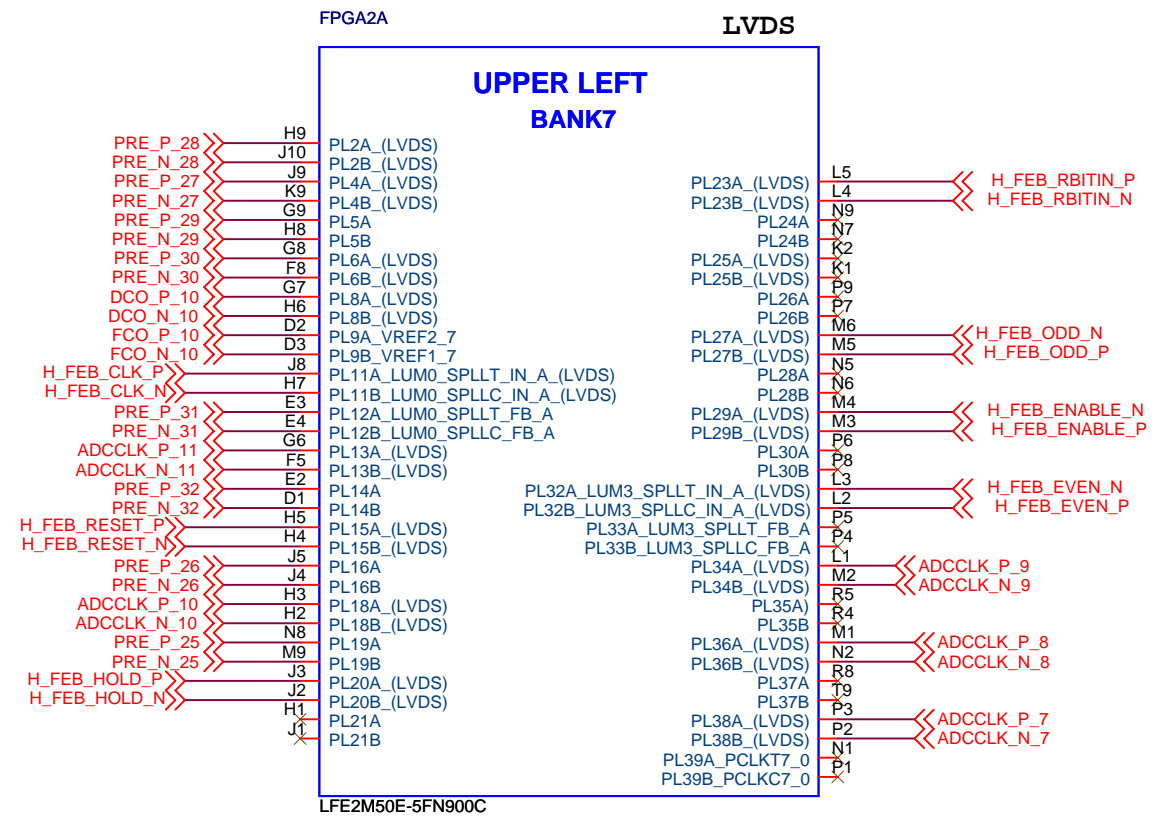 FPGA2A
LVDS
UPPER LEFT
BANK7
PRE_P_28 H9 PL2A_(LVDS)
PRE_N_28 J10 PL2B_(LVDS)
PRE_P_27 J9 PL4A_(LVDS)
PRE_N_27 K9 PL4B_(LVDS)
PRE_P_29 G9 PL5A
PRE_N_29 H8 PL5B
PRE_P_30 G8 PL6A_(LVDS)
PRE_N_30 F8 PL6B_(LVDS)
DCO_P_10 G7 PL8A_(LVDS)
DCO_N_10 H6 PL8B_(LVDS)
FCO_P_10 D2 PL9A_VREF2_7
FCO_N_10 D3 PL9B_VREF1_7
H_FEB_CLK_P J8 PL11A_LUM0_SPLLT_IN_A_(LVDS)
H_FEB_CLK_N H7 PL11B_LUM0_SPLLC_IN_A_(LVDS)
PRE_P_31 E3 PL12A_LUM0_SPLLT_FB_A
PRE_N_31 E4 PL12B_LUM0_SPLLC_FB_A
ADCCLK_P_11 G6 PL13A_(LVDS)
ADCCLK_N_11 F5 PL13B_(LVDS)
PRE_P_32 E2 PL14A
PRE_N_32 D1 PL14B
H_FEB_RESET_P H5 PL15A_(LVDS)
H_FEB_RESET_N H4 PL15B_(LVDS)
PRE_P_26 J5 PL16A
PRE_N_26 J4 PL16B
ADCCLK_P_10 H3 PL18A_(LVDS)
ADCCLK_N_10 H2 PL18B_(LVDS)
PRE_P_25 N8 PL19A
PRE_N_25 M9 PL19B
H_FEB_HOLD_P J3 PL20A_(LVDS)
H_FEB_HOLD_N J2 PL20B_(LVDS)
H1 PL21A
J1 PL21B
PL23A_(LVDS) L5 H_FEB_RBITIN_P
PL23B_(LVDS) L4 H_FEB_RBITIN_N
PL24A N9
PL24B N7
PL25A_(LVDS) K2
PL25B_(LVDS) K1
PL26A P9
PL26B P7
PL27A_(LVDS) M6 H_FEB_ODD_N
PL27B_(LVDS) M5 H_FEB_ODD_P
PL28A N5
PL28B N6
PL29A_(LVDS) M4 H_FEB_ENABLE_N
PL29B_(LVDS) M3 H_FEB_ENABLE_P
PL30A P6
PL30B P8
PL32A_LUM3_SPLLT_IN_A_(LVDS) L3 H_FEB_EVEN_N
PL32B_LUM3_SPLLC_IN_A_(LVDS) L2 H_FEB_EVEN_P
PL33A_LUM3_SPLLT_FB_A P5
PL33B_LUM3_SPLLC_FB_A P4
PL34A_(LVDS) L1 ADCCLK_P_9
PL34B_(LVDS) M2 ADCCLK_N_9
PL35A) R5
PL35B R4
PL36A_(LVDS) M1 ADCCLK_P_8
PL36B_(LVDS) N2 ADCCLK_N_8
PL37A R8
PL37B T9
PL38A_(LVDS) P3 ADCCLK_P_7
PL38B_(LVDS) P2 ADCCLK_N_7
PL39A_PCLKT7_0 N1
PL39B_PCLKC7_0 P1
LFE2M50E-5FN900C